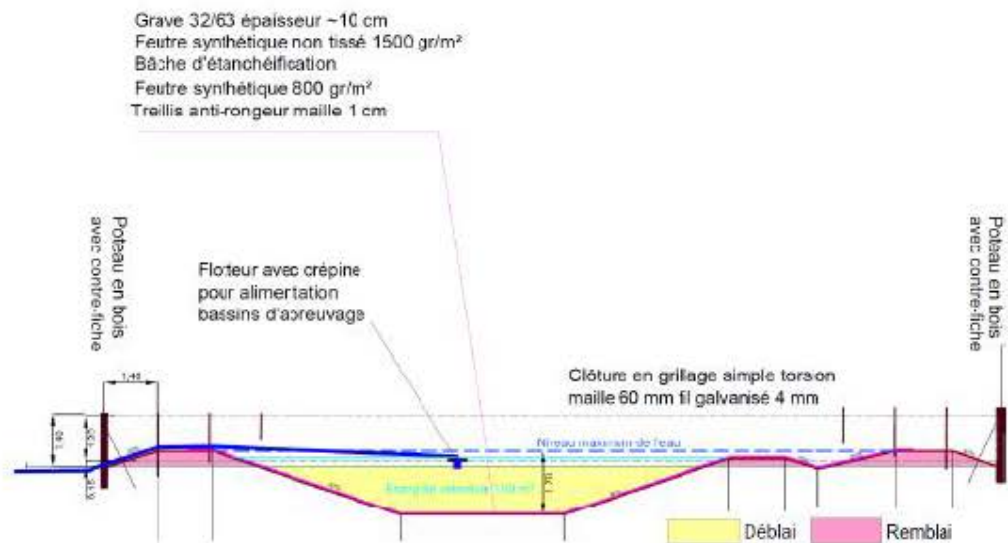 Grave 32/63 épaisseur ~10 cm
Feutre synthétique non tissé 1500 gr/m²
Bâche d'étanchéification
Feutre synthétique 800 gr/m²
Treillis anti-rongeur maille 1 cm
Poteau en bois
avec contre-fiche
Poteau en bois
avec contre-fiche
Floteur avec crépine
pour alimentation
bassins d'abreuvage
Clôture en grillage simple torsion
maille 60 mm fil galvanisé 4 mm
1,40
Niveau maximum de l'eau
Déblai
Remblai